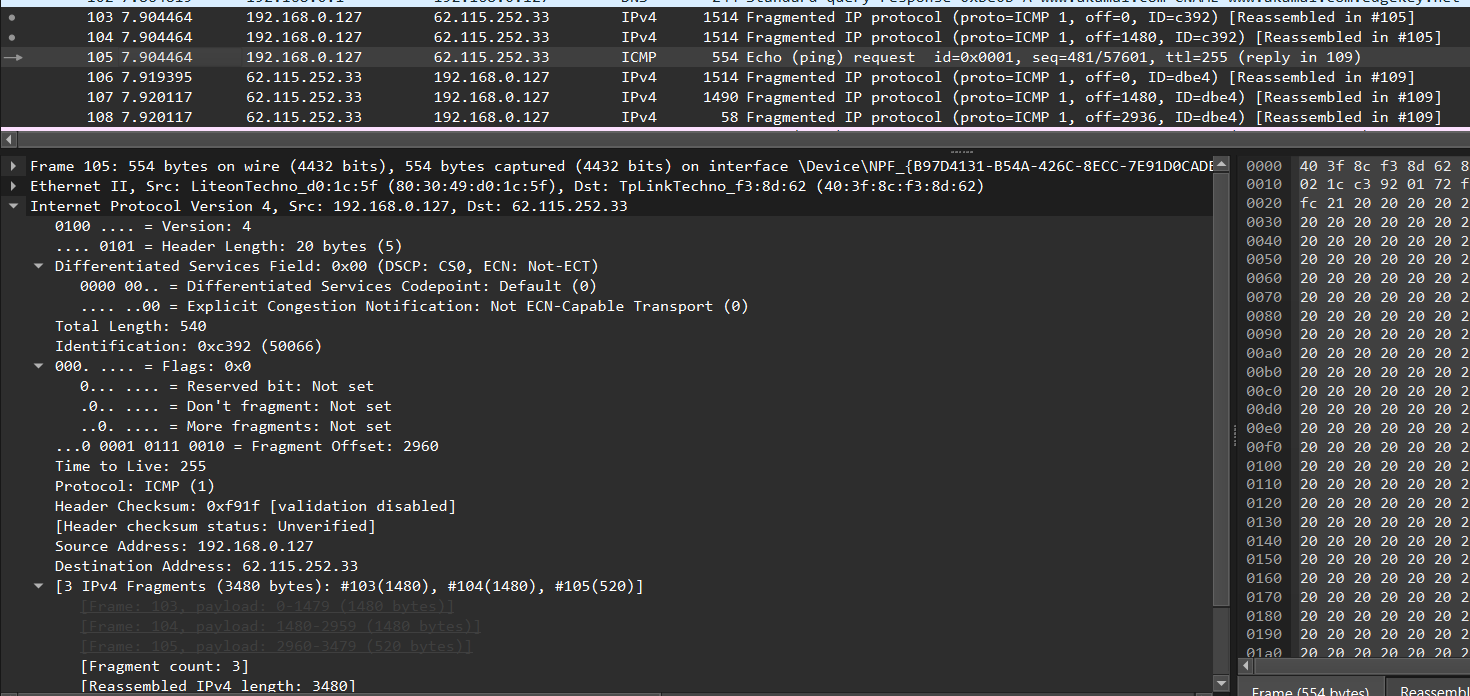 103 7.904464 192.168.0.127 62.115.252.33 IPv4 1514 Fragmented IP protocol (proto=ICMP 1, off=0, ID=c392) [Reassembled in #105]
104 7.904464 192.168.0.127 62.115.252.33 IPv4 1514 Fragmented IP protocol (proto=ICMP 1, off=1480, ID=c392) [Reassembled in #105]
105 7.904464 192.168.0.127 62.115.252.33 ICMP 554 Echo (ping) request id=0x0001, seq=481/57601, ttl=255 (reply in 109)
106 7.919395 62.115.252.33 192.168.0.127 IPv4 1514 Fragmented IP protocol (proto=ICMP 1, off=0, ID=dbe4) [Reassembled in #109]
107 7.920117 62.115.252.33 192.168.0.127 IPv4 1490 Fragmented IP protocol (proto=ICMP 1, off=1480, ID=dbe4) [Reassembled in #109]
108 7.920117 62.115.252.33 192.168.0.127 IPv4 58 Fragmented IP protocol (proto=ICMP 1, off=2936, ID=dbe4) [Reassembled in #109]
Frame 105: 554 bytes on wire (4432 bits), 554 bytes captured (4432 bits) on interface \Device\NPF_{B97D4131-B54A-426C-8ECC-7E91D0CADE
Ethernet II, Src: LiteonTechno_d0:1c:5f (80:30:49:d0:1c:5f), Dst: TpLinkTechno_f3:8d:62 (40:3f:8c:f3:8d:62)
Internet Protocol Version 4, Src: 192.168.0.127, Dst: 62.115.252.33
0100 .... = Version: 4
.... 0101 = Header Length: 20 bytes (5)
Differentiated Services Field: 0x00 (DSCP: CS0, ECN: Not-ECT)
0000 00.. = Differentiated Services Codepoint: Default (0)
.... ..00 = Explicit Congestion Notification: Not ECN-Capable Transport (0)
Total Length: 540
Identification: 0xc392 (50066)
000. .... = Flags: 0x0
0... .... = Reserved bit: Not set
.0.. .... = Don't fragment: Not set
..0. .... = More fragments: Not set
...0 0001 0111 0010 = Fragment Offset: 2960
Time to Live: 255
Protocol: ICMP (1)
Header Checksum: 0xf91f [validation disabled]
[Header checksum status: Unverified]
Source Address: 192.168.0.127
Destination Address: 62.115.252.33
[3 IPv4 Fragments (3480 bytes): #103(1480), #104(1480), #105(520)]
[Frame: 103, payload: 0-1479 (1480 bytes)]
[Frame: 104, payload: 1480-2959 (1480 bytes)]
[Frame: 105, payload: 2960-3479 (520 bytes)]
[Fragment count: 3]
[Reassembled IPv4 length: 3480]
0000 40 3f 8c f3 8d 62 8
0010 02 1c c3 92 01 72 f
0020 fc 21 20 20 20 20 2
0030 20 20 20 20 20 20 2
0040 20 20 20 20 20 20 2
0050 20 20 20 20 20 20 2
0060 20 20 20 20 20 20 2
0070 20 20 20 20 20 20 2
0080 20 20 20 20 20 20 2
0090 20 20 20 20 20 20 2
00a0 20 20 20 20 20 20 2
00b0 20 20 20 20 20 20 2
00c0 20 20 20 20 20 20 2
00d0 20 20 20 20 20 20 2
00e0 20 20 20 20 20 20 2
00f0 20 20 20 20 20 20 2
0100 20 20 20 20 20 20 2
0110 20 20 20 20 20 20 2
0120 20 20 20 20 20 20 2
0130 20 20 20 20 20 20 2
0140 20 20 20 20 20 20 2
0150 20 20 20 20 20 20 2
0160 20 20 20 20 20 20 2
0170 20 20 20 20 20 20 2
0180 20 20 20 20 20 20 2
0190 20 20 20 20 20 20 2
01a0 20 20 20 20 20 20 2
Frame (554 bytes) Reassembl